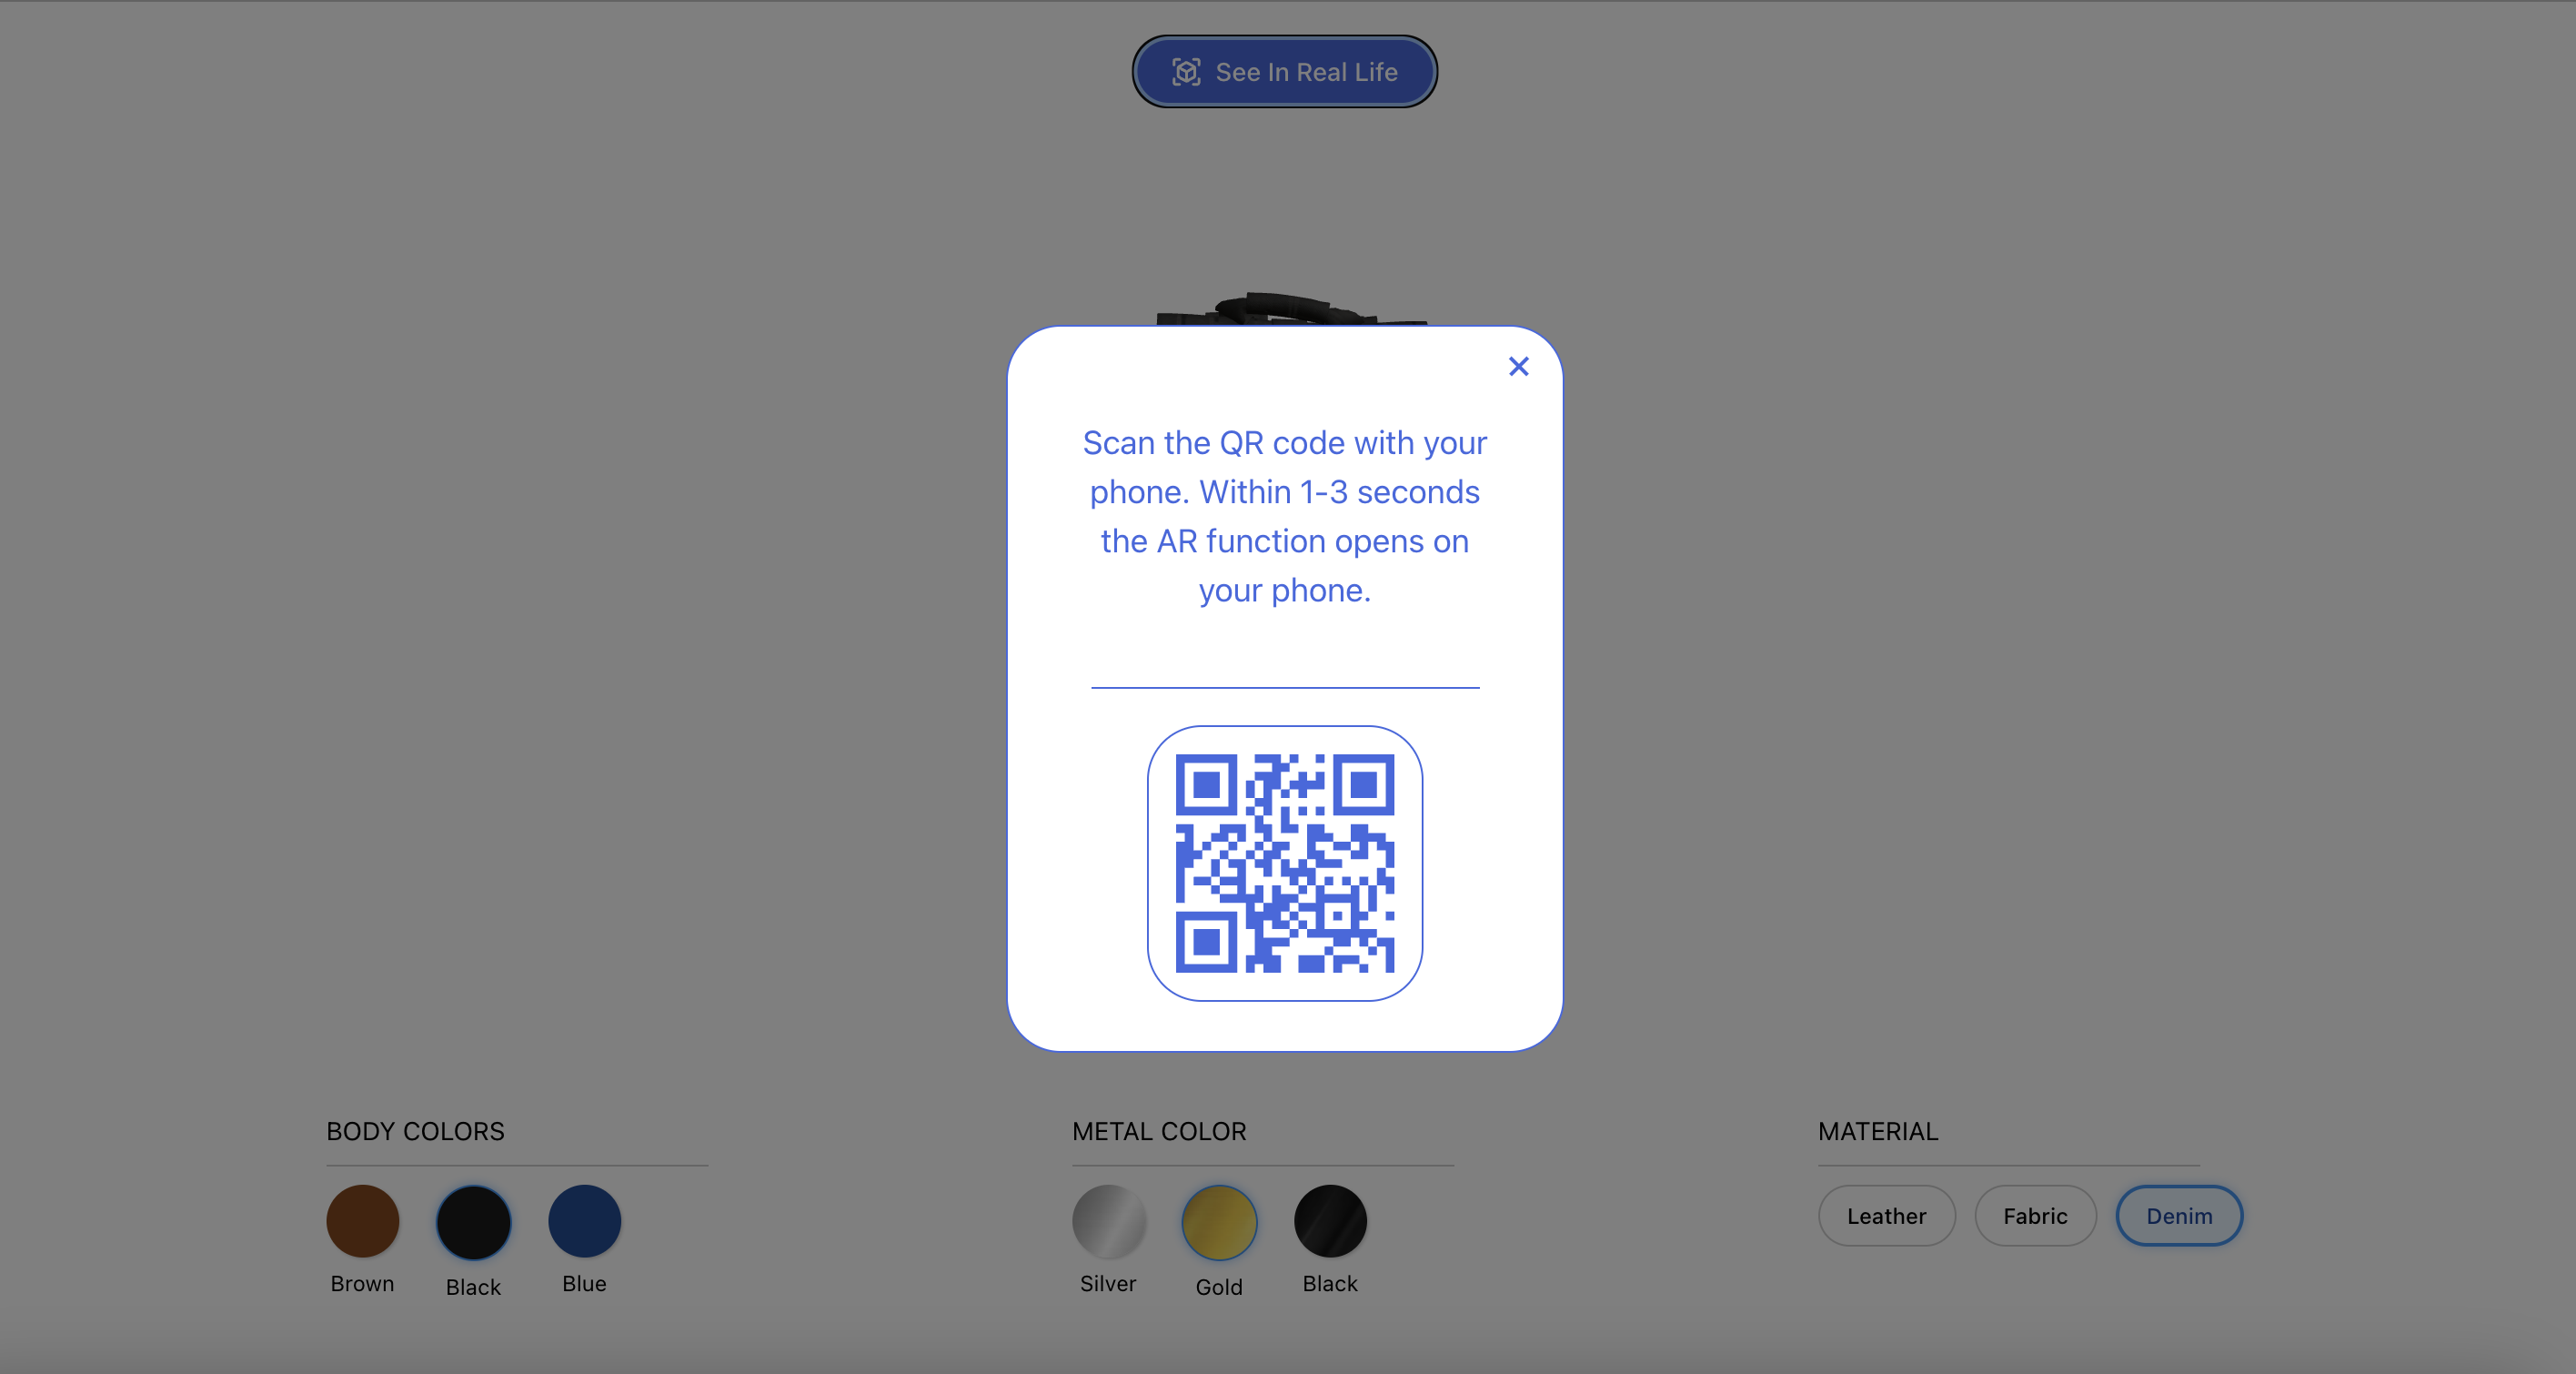 See In Real Life
Scan the QR code with your
phone. Within 1-3 seconds
the AR function opens on
your phone.
BODY COLORS
Brown
Black
Blue
METAL COLOR
Silver
Gold
Black
MATERIAL
Leather
Fabric
Denim